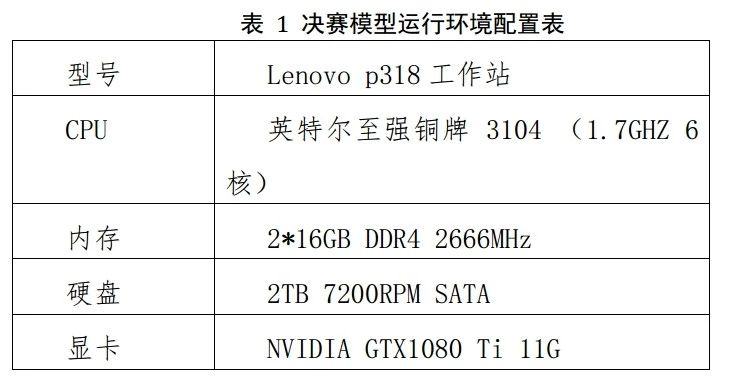 表 1 决赛模型运行环境配置表
型号 Lenovo p318 工作站
CPU 英特尔至强铜牌 3104 （1.7GHZ 6
核）
内存 2*16GB DDR4 2666MHz
硬盘 2TB 7200RPM SATA
显卡 NVIDIA GTX1080 Ti 11G